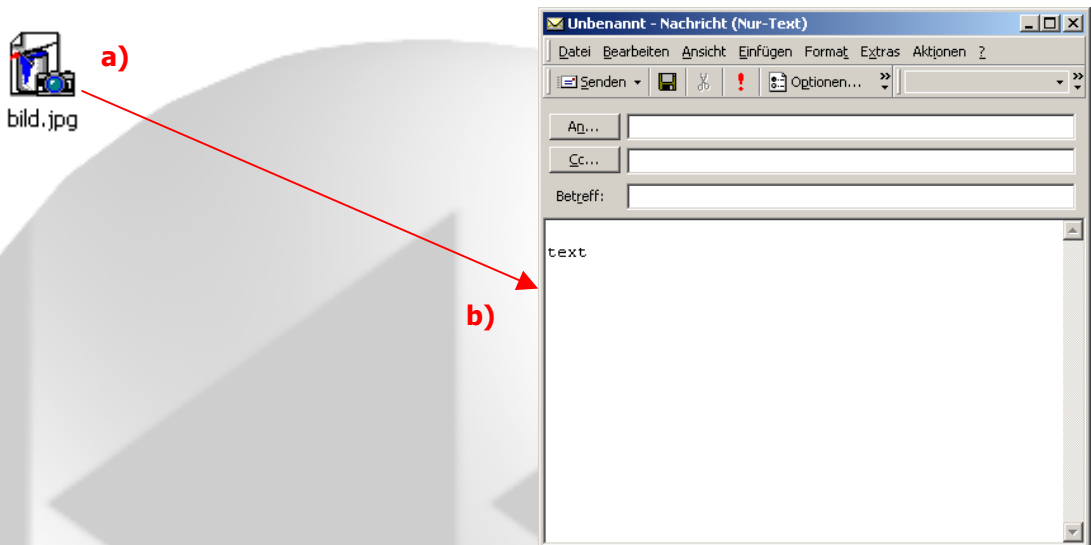 a)
bild.jpg
b)
Unbenannt - Nachricht (Nur-Text)
Datei Bearbeiten Ansicht Einfügen Format Extras Aktionen ?
Senden ! Optionen... »  »
An...
Cc...
Betreff:
text